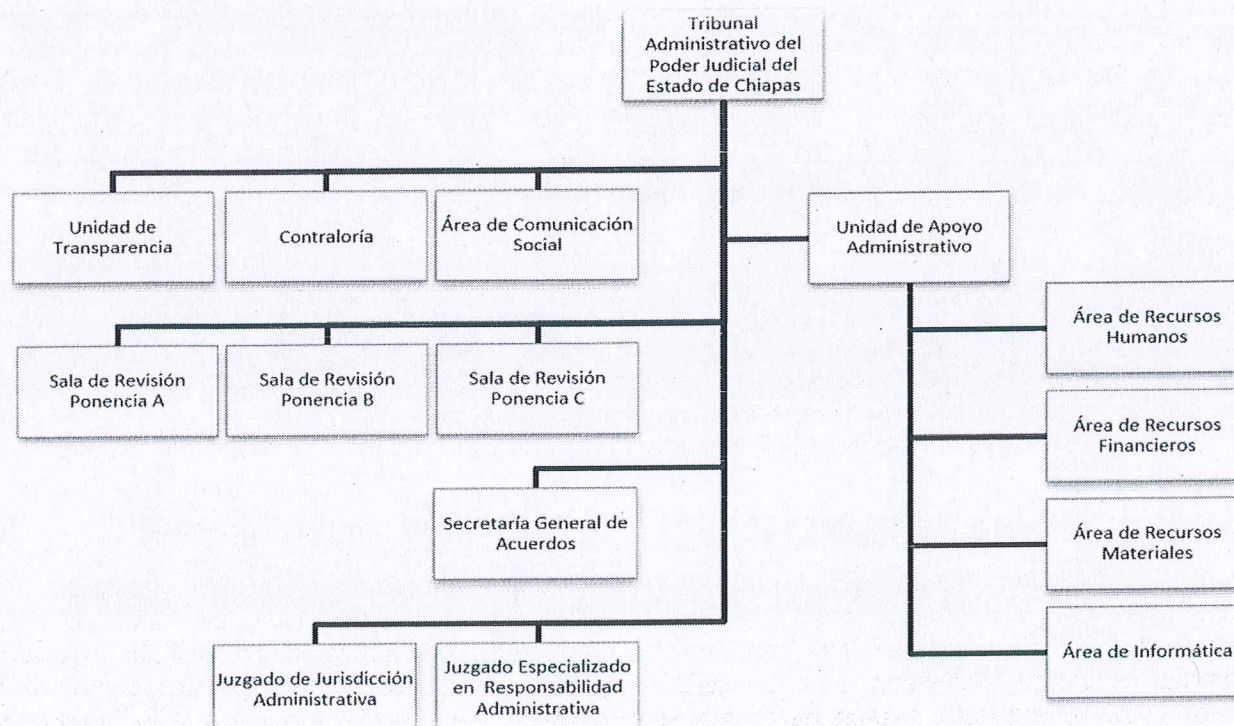 Tribunal
Administrativo del
Poder Judicial del
Estado de Chiapas
Unidad de
Transparencia
Contraloría
Área de Comunicación
Social
Unidad de Apoyo
Administrativo
Sala de Revisión
Ponencia A
Sala de Revisión
Ponencia B
Sala de Revisión
Ponencia C
Área de Recursos
Humanos
Área de Recursos
Financieros
Secretaría General de
Acuerdos
Área de Recursos
Materiales
Área de Informática
Juzgado de Jurisdicción
Administrativa
Juzgado Especializado
en Responsabilidad
Administrativa